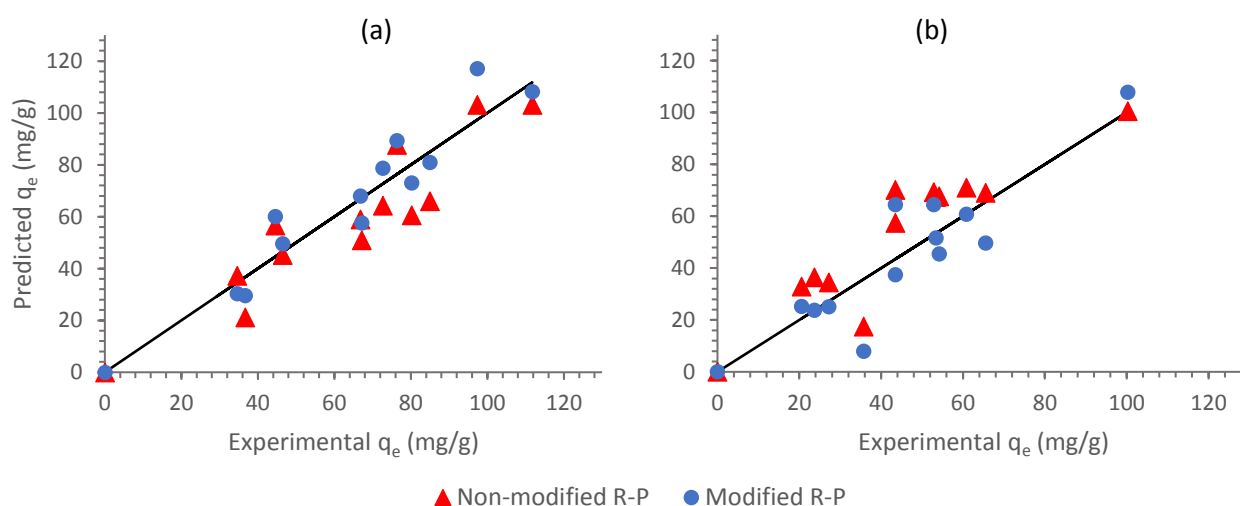 (a)
(b)
Predicted qₑ (mg/g)
120
100
80
60
40
20
0
0 20 40 60 80 100 120
Experimental qₑ (mg/g)
120
100
80
60
40
20
0
0 20 40 60 80 100 120
Experimental qₑ (mg/g)
Non-modified R-P
Modified R-P